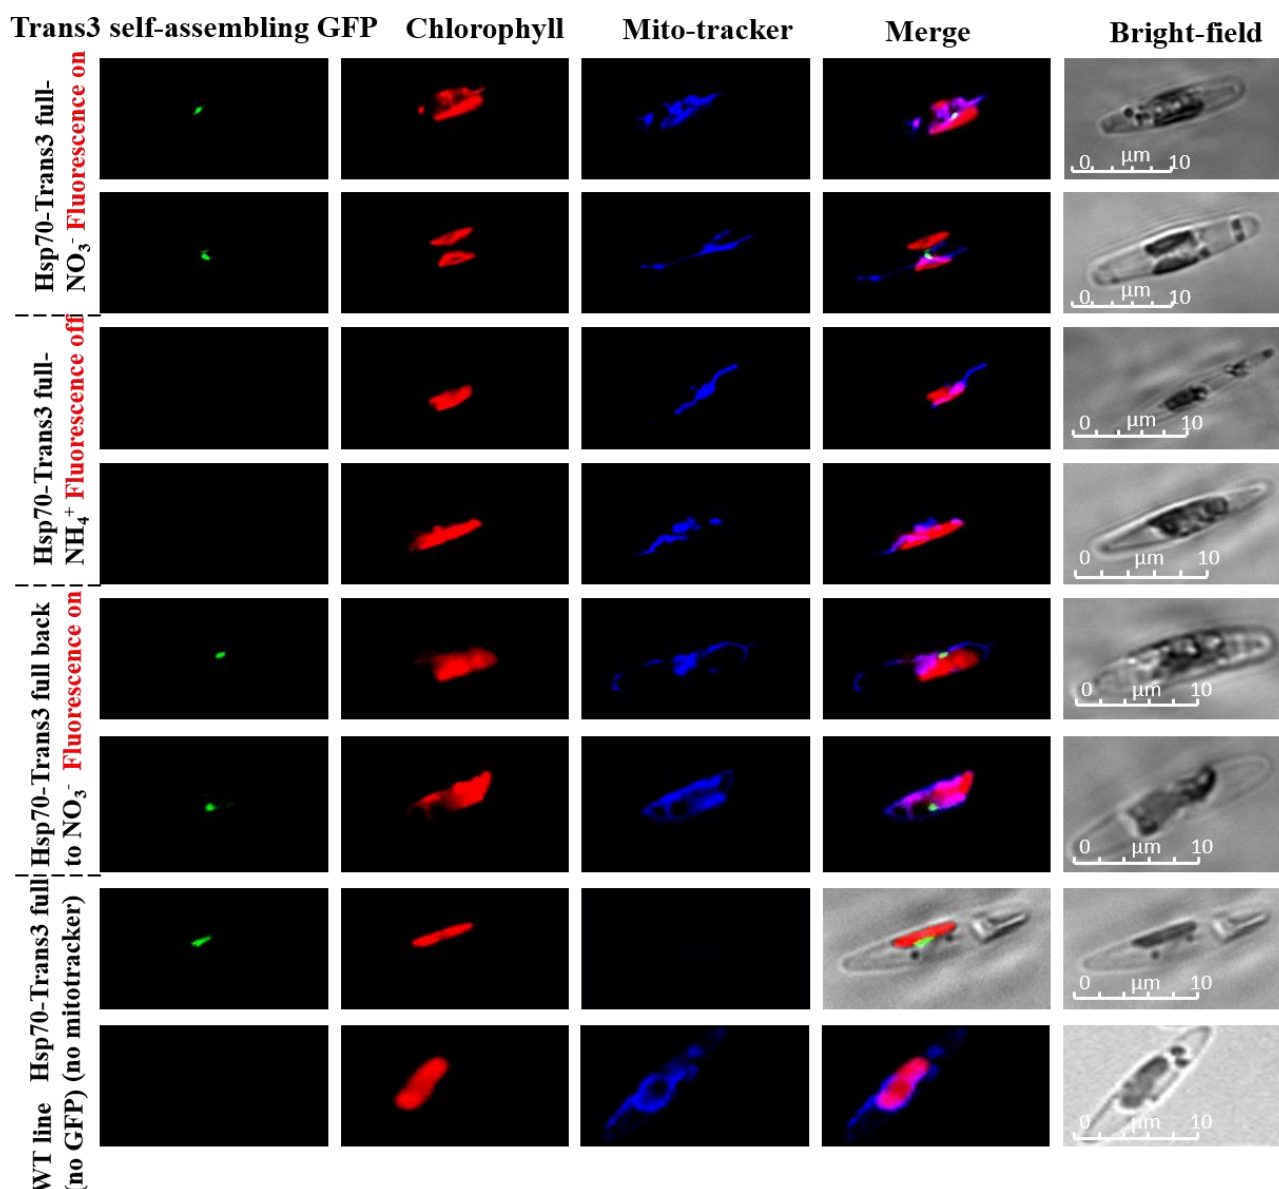 Trans3 self-assembling GFP Chlorophyll Mito-tracker Merge Bright-field
Hsp70-Trans3 full-
NO₃⁻ Fluorescence on
0 µm 10
0 µm 10
Hsp70-Trans3 full-
NH₄⁺ Fluorescence off
0 µm 10
0 µm 10
Hsp70-Trans3 full back
to NO₃⁻ Fluorescence on
0 µm 10
0 µm 10
Hsp70-Trans3 full
(no mitotracker)
0 µm 10
WT line
(no GFP)
0 µm 10